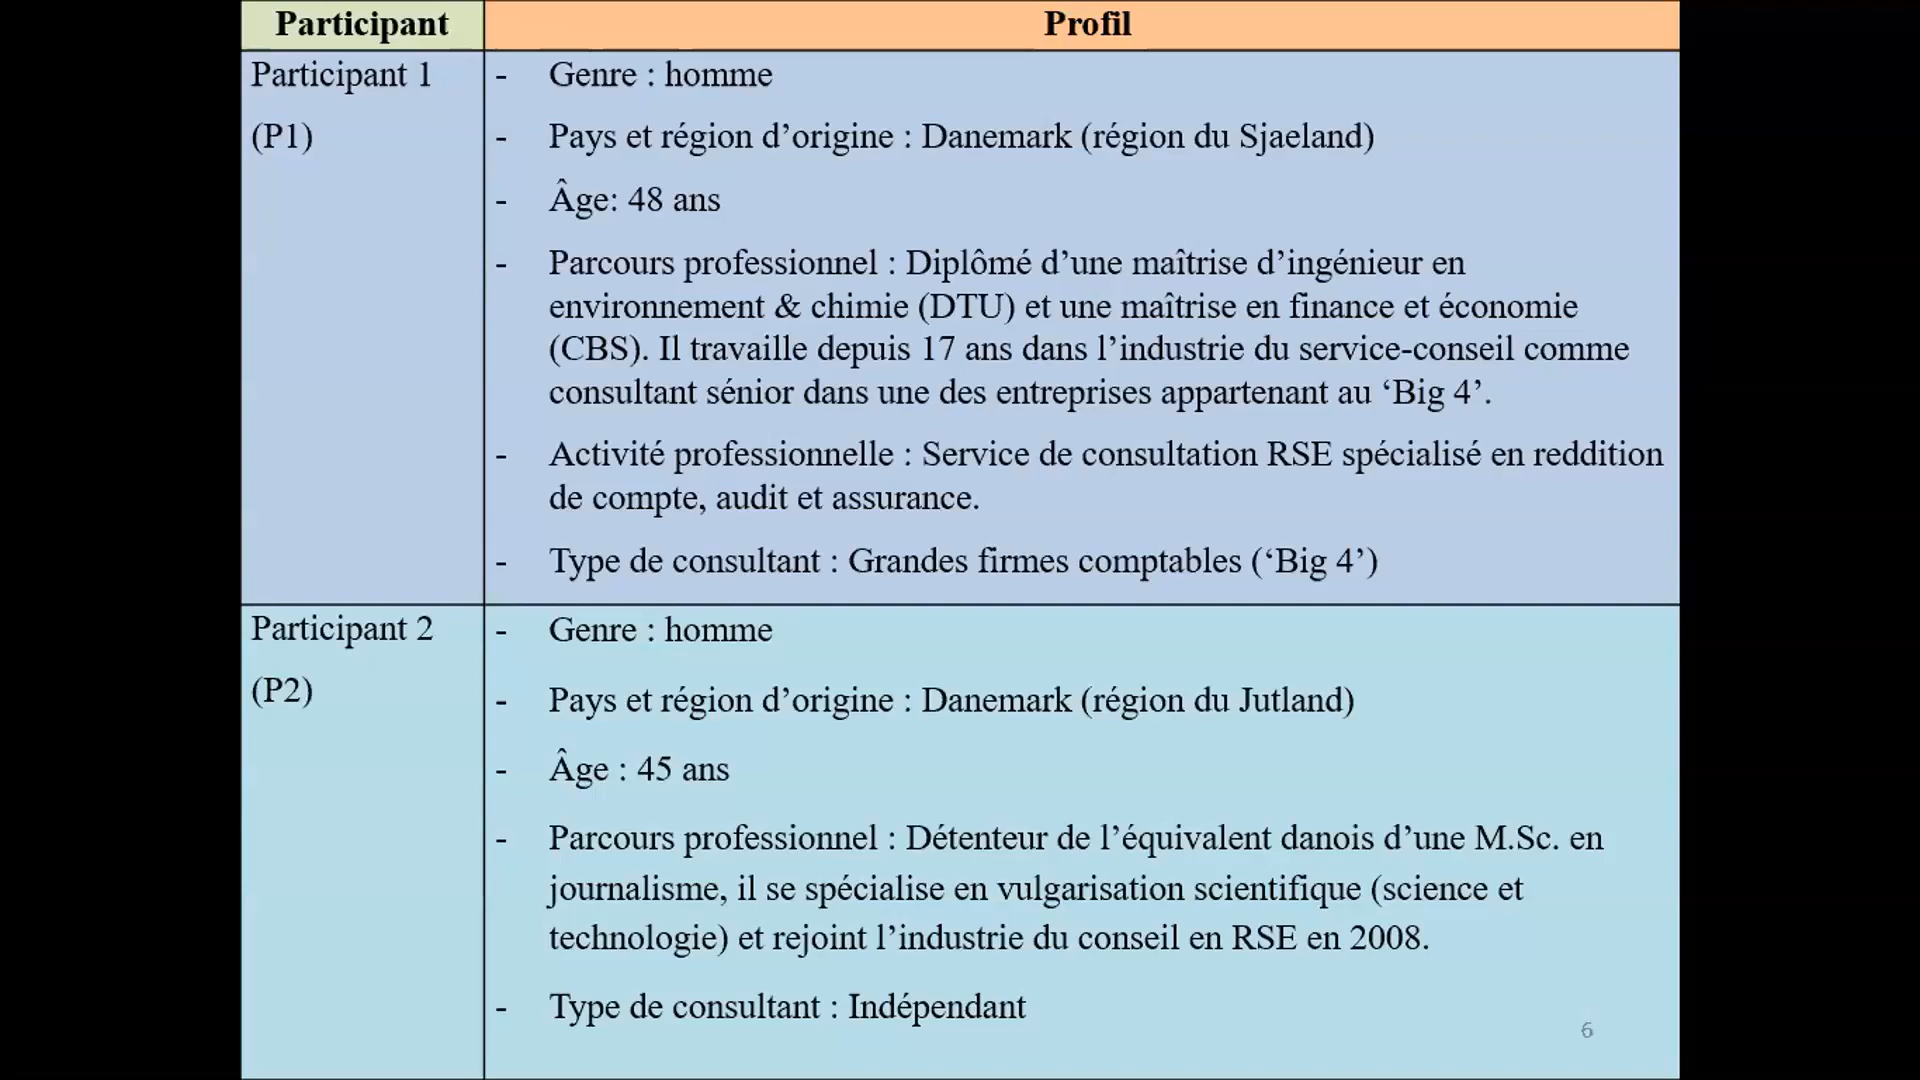 Participant
Profil
Participant 1
(P1)
- Genre : homme
- Pays et région d’origine : Danemark (région du Sjaeland)
- Âge: 48 ans
- Parcours professionnel : Diplômé d’une maîtrise d’ingénieur en
environnement & chimie (DTU) et une maîtrise en finance et économie
(CBS). Il travaille depuis 17 ans dans l’industrie du service-conseil comme
consultant sénior dans une des entreprises appartenant au ‘Big 4’.
- Activité professionnelle : Service de consultation RSE spécialisé en reddition
de compte, audit et assurance.
- Type de consultant : Grandes firmes comptables (‘Big 4’)
Participant 2
(P2)
- Genre : homme
- Pays et région d’origine : Danemark (région du Jutland)
- Âge : 45 ans
- Parcours professionnel : Détenteur de l’équivalent danois d’une M.Sc. en
journalisme, il se spécialise en vulgarisation scientifique (science et
technologie) et rejoint l’industrie du conseil en RSE en 2008.
- Type de consultant : Indépendant
6